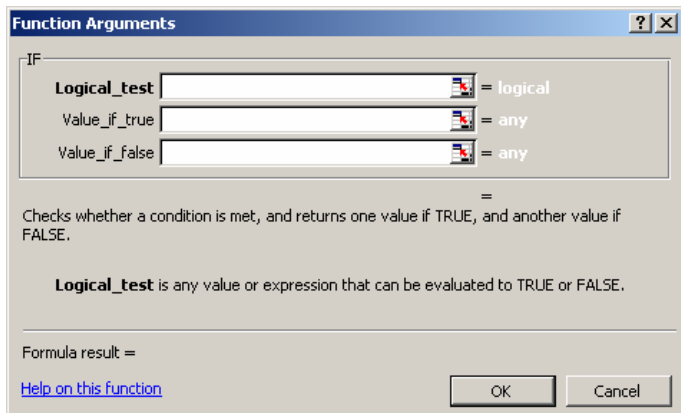 Function Arguments
IF
Logical_test = logical
Value_if_true = any
Value_if_false = any
=
Checks whether a condition is met, and returns one value if TRUE, and another value if
FALSE.
Logical_test is any value or expression that can be evaluated to TRUE or FALSE.
Formula result =
Help on this function
OK Cancel